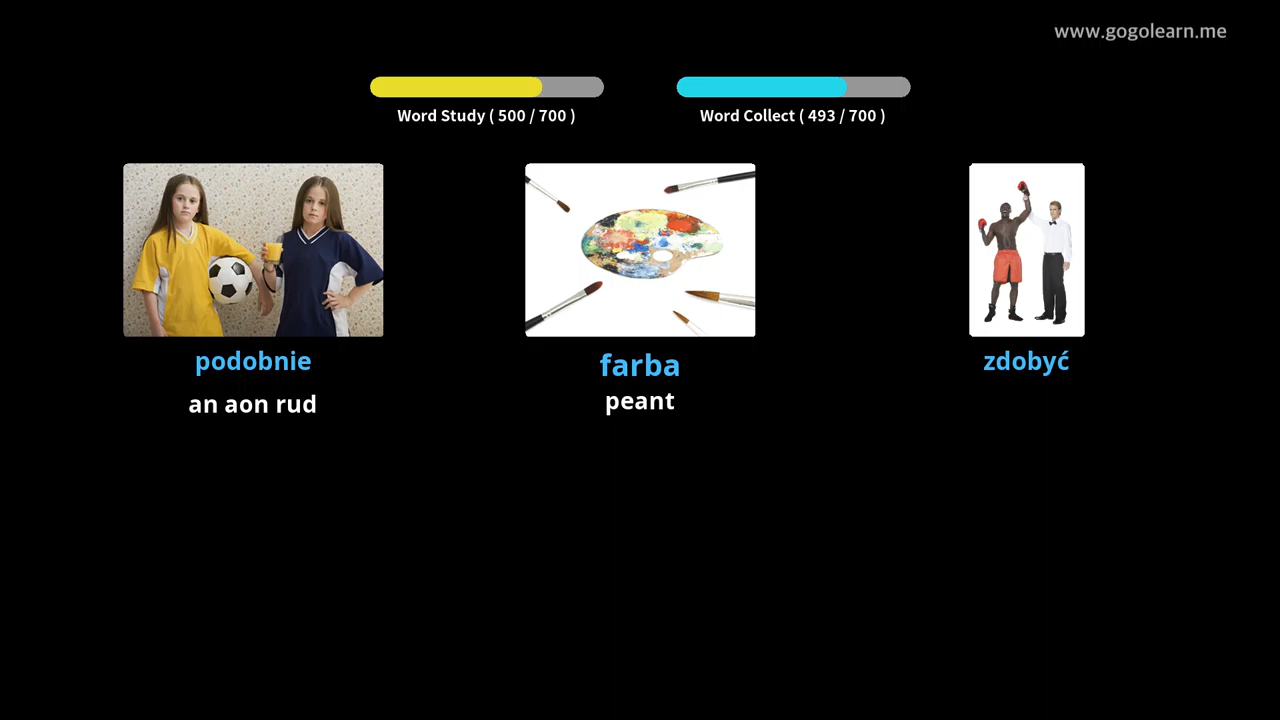 www.gogolearn.me
Word Study ( 500 / 700 )
Word Collect ( 493 / 700 )
podobnie
an aon rud
farba
peant
zdobyć